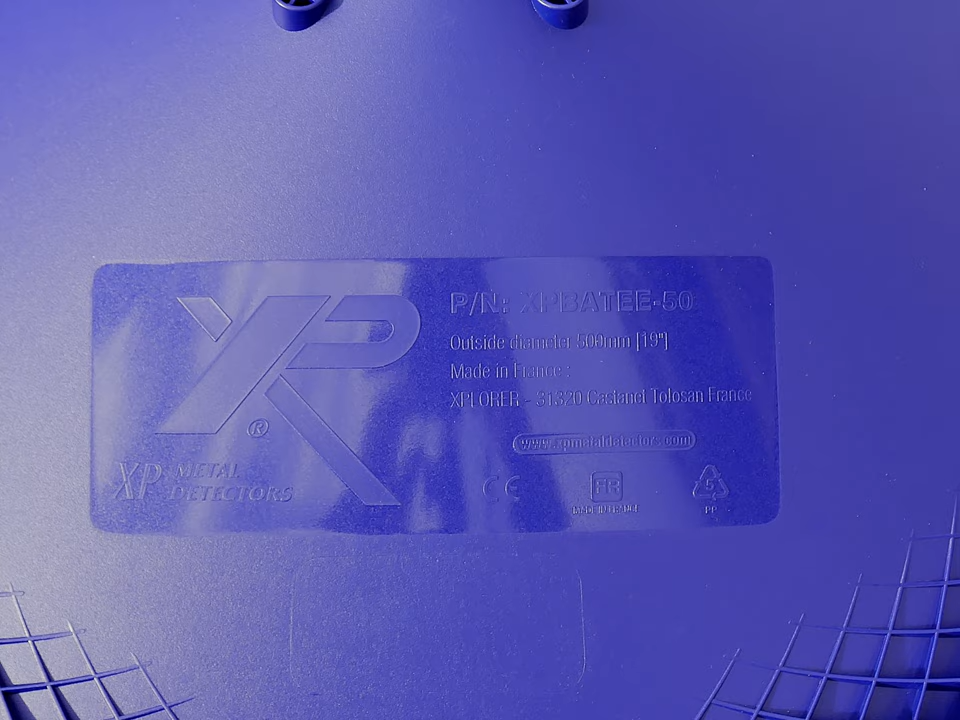 XP®
XP METAL
DETECTORS
P/N: XPBATEE-50
Outside diameter 500mm [19"]
Made in France :
XPLORER - 31320 Castanet Tolosan France
www.xpmetaldetectors.com
CE
FR
MADE IN FRANCE
5
PP